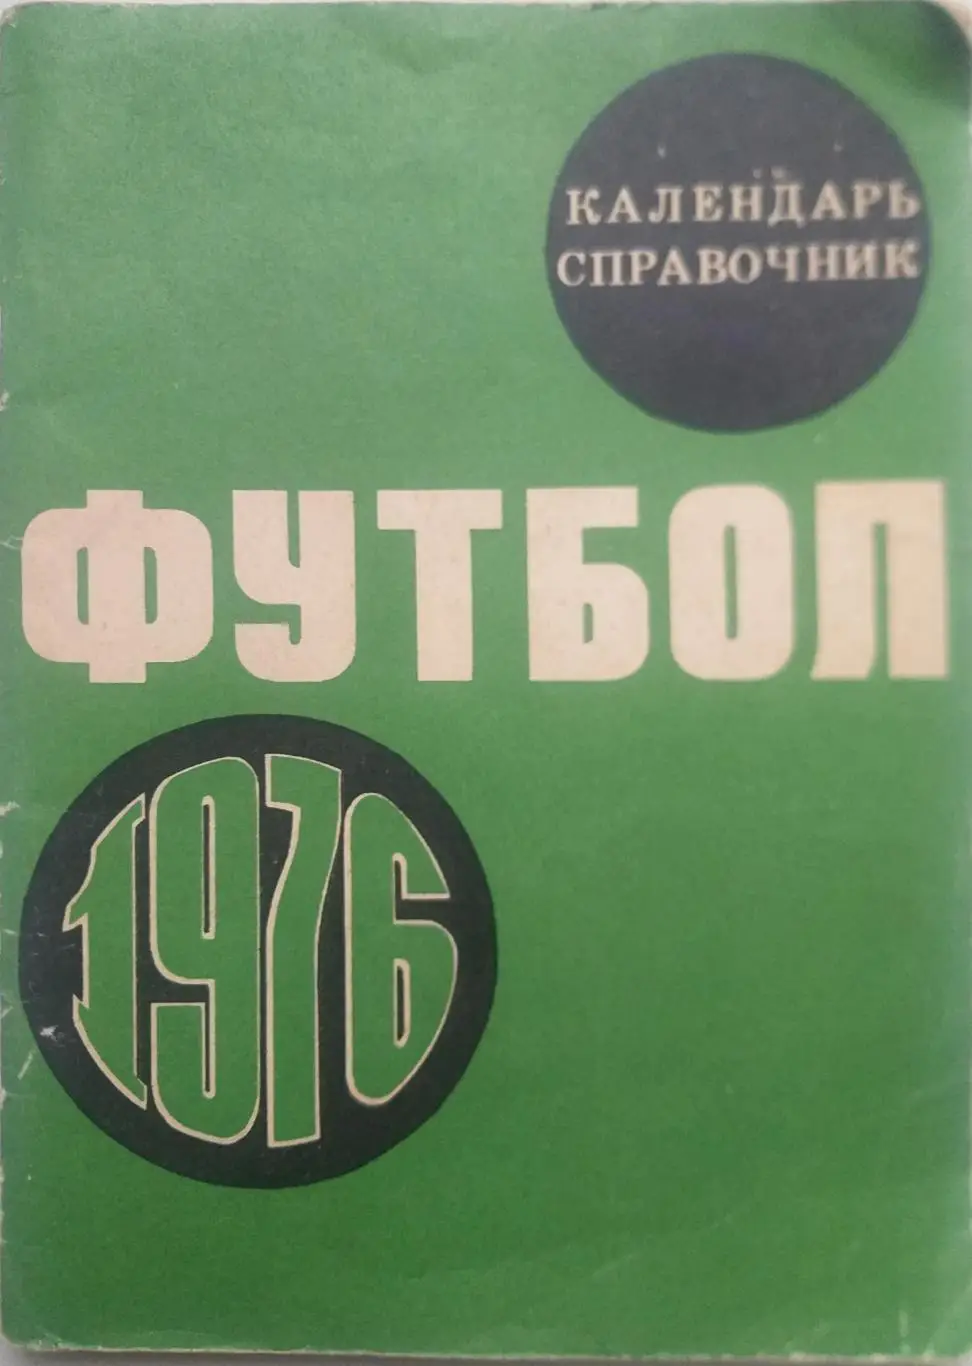 КАЛЕНДАРЬ
СПРАВОЧНИК
ФУТБОЛ
1976